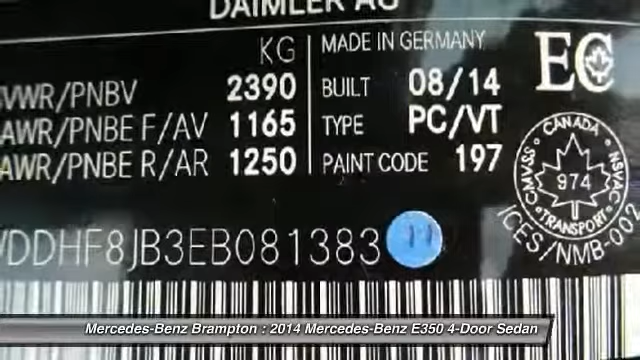 DAIMLER AG
KG
GVWR/PNBV 2390
GAWR/PNBE F/AV 1165
GAWR/PNBE R/AR 1250
MADE IN GERMANY
BUILT 08/14
TYPE PC/VT
PAINT CODE 197
EC
CANADA
CMVSS 974 NSVAC
TRANSPORT
ICES/NMB-002
WDDHF8JB3EB081383
Mercedes-Benz Brampton : 2014 Mercedes-Benz E350 4-Door Sedan